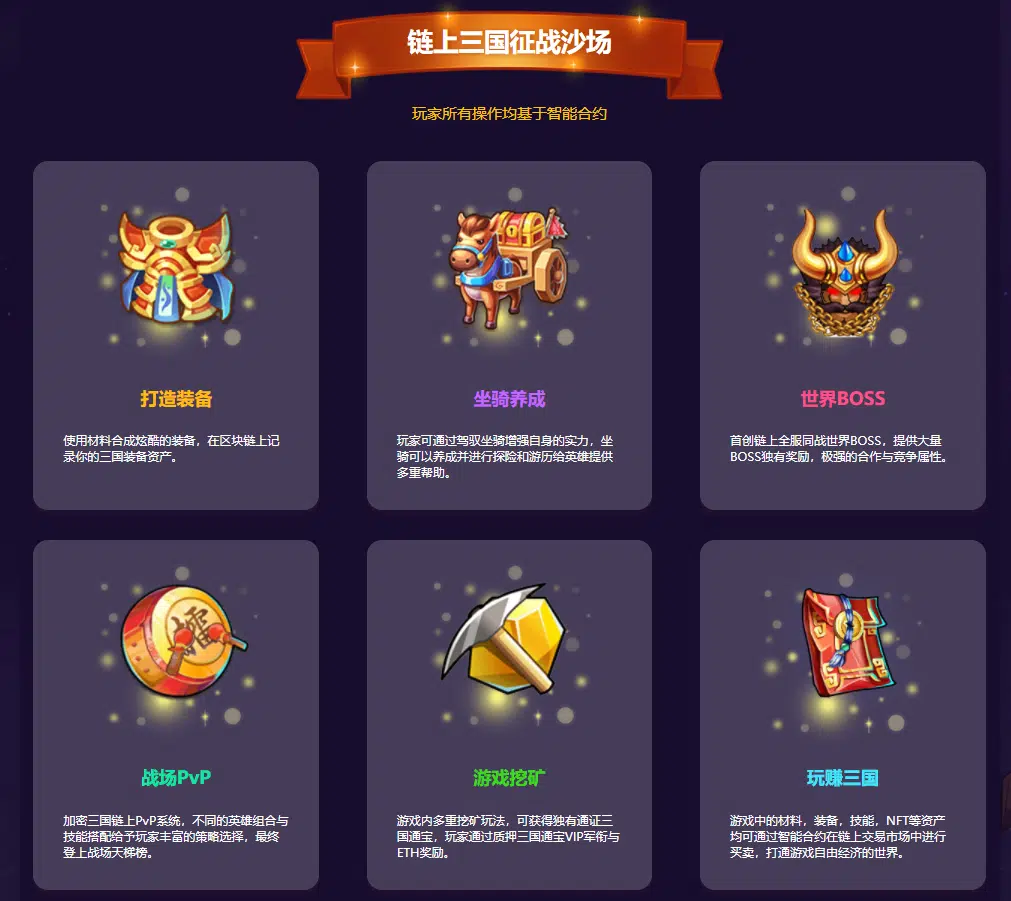 链上三国征战沙场
玩家所有操作均基于智能合约
打造装备
使用材料合成炫酷的装备，在区块链上记
录你的三国装备资产。
坐骑养成
玩家可通过驾驭坐骑增强自身的实力，坐
骑可以养成并进行探险和游历给英雄提供
多重帮助。
世界BOSS
首创链上全服同战世界BOSS，提供大量
BOSS独有奖励，极强的合作与竞争属性。
擂
战场PvP
加密三国链上PvP系统，不同的英雄组合与
技能搭配给予玩家丰富的策略选择，最终
登上战场天梯榜。
游戏挖矿
游戏内多重挖矿玩法，可获得独有通证三
国通宝，玩家通过质押三国通宝VIP军衔与
ETH奖励。
玩赚三国
游戏中的材料，装备，技能，NFT等资产
均可通过智能合约在链上交易市场中进行
买卖，打通游戏自由经济的世界。